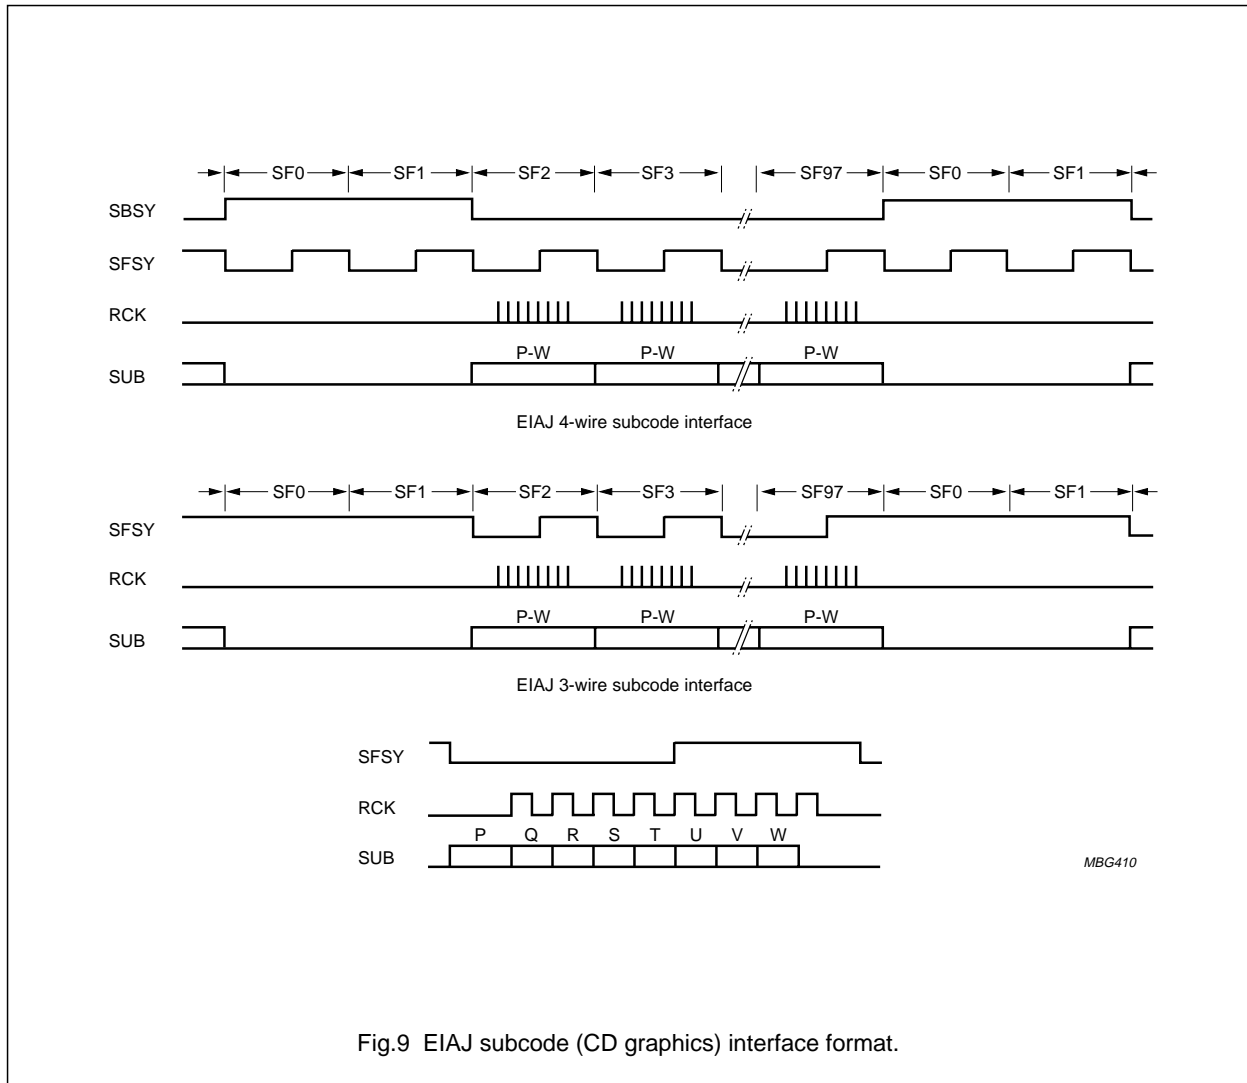 SF0 SF1 SF2 SF3 SF97 SF0 SF1
SBSY
SFSY
RCK
P-W P-W P-W
SUB
EIAJ 4-wire subcode interface
SF0 SF1 SF2 SF3 SF97 SF0 SF1
SFSY
RCK
P-W P-W P-W
SUB
EIAJ 3-wire subcode interface
SFSY
RCK
P Q R S T U V W
SUB
MBG410
Fig.9 EIAJ subcode (CD graphics) interface format.